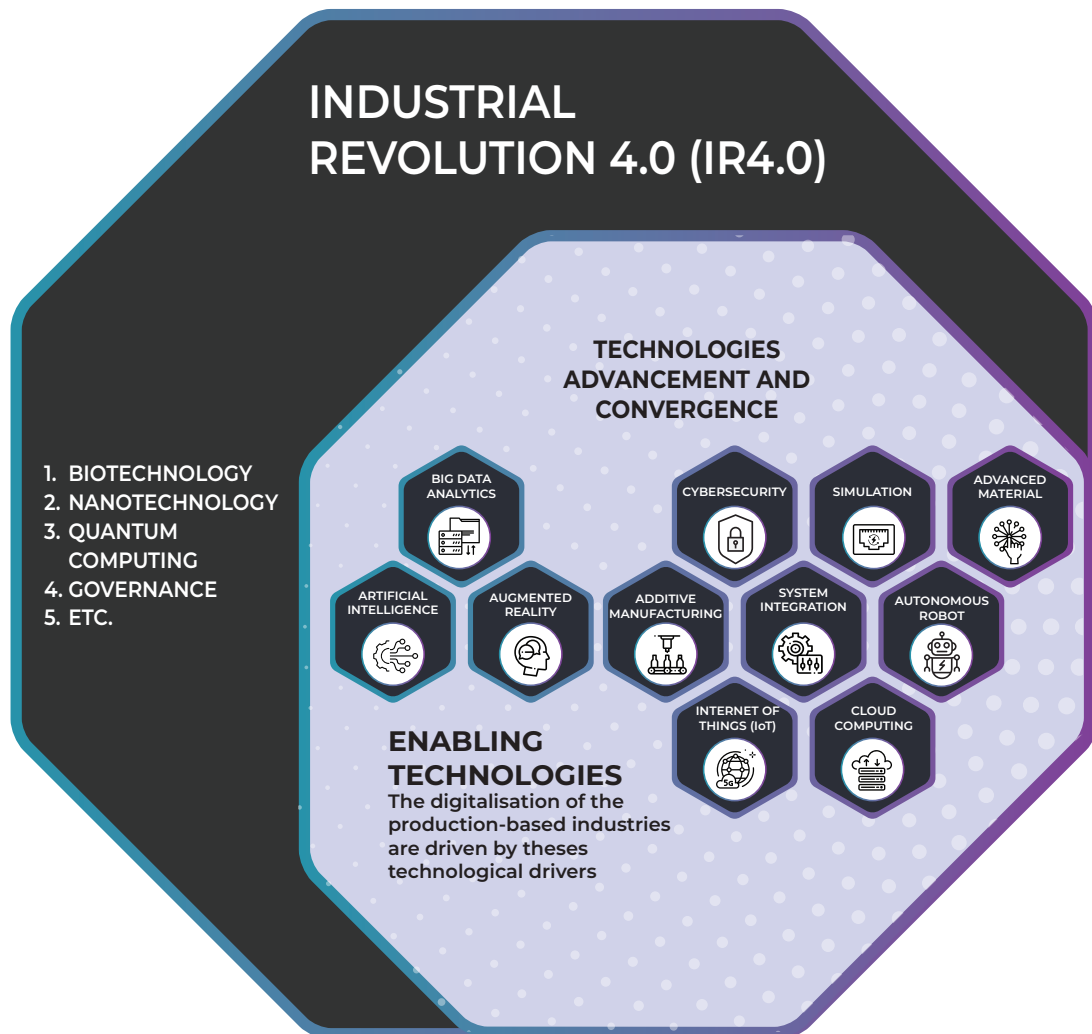 INDUSTRIAL
REVOLUTION 4.0 (IR4.0)
TECHNOLOGIES
ADVANCEMENT AND
CONVERGENCE
1. BIOTECHNOLOGY
2. NANOTECHNOLOGY
3. QUANTUM
COMPUTING
4. GOVERNANCE
5. ETC.
BIG DATA
ANALYTICS
CYBERSECURITY
SIMULATION
ADVANCED
MATERIAL
ARTIFICIAL
INTELLIGENCE
AUGMENTED
REALITY
ADDITIVE
MANUFACTURING
SYSTEM
INTEGRATION
AUTONOMOUS
ROBOT
INTERNET OF
THINGS (IoT)
5G
CLOUD
COMPUTING
ENABLING
TECHNOLOGIES
The digitalisation of the
production-based industries
are driven by theses
technological drivers